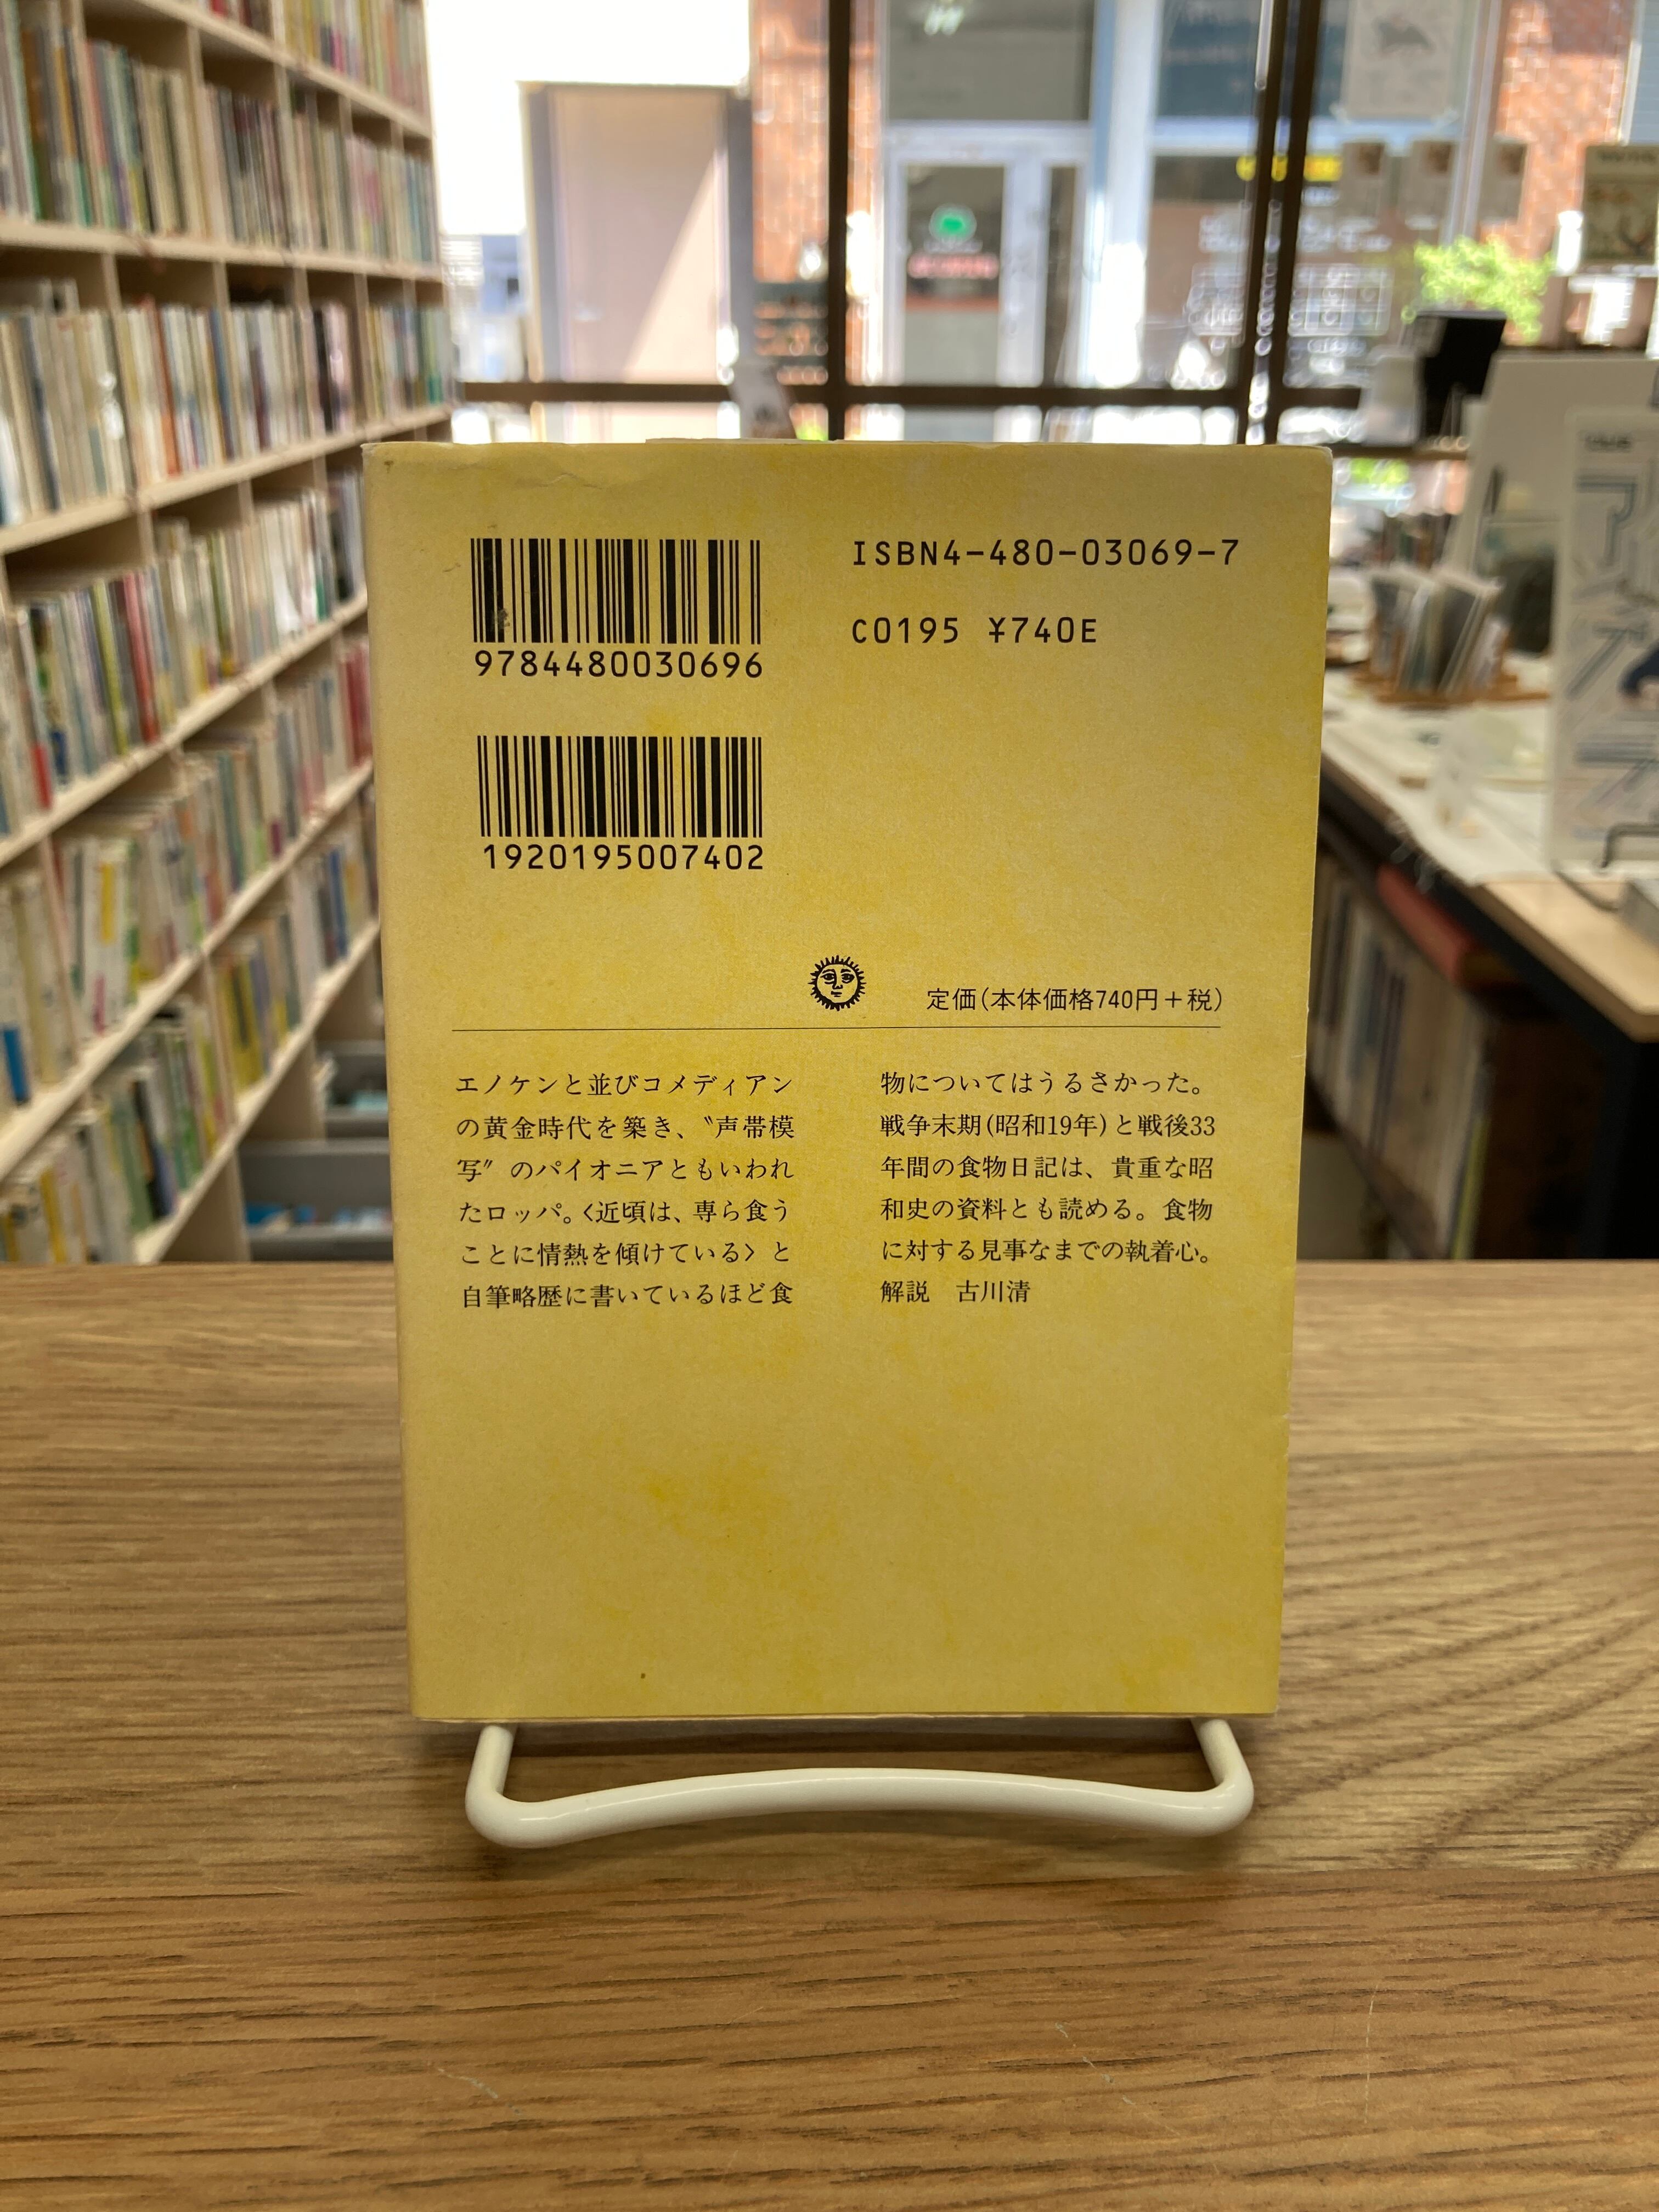 ISBN4-480-03069-7
C0195 ¥740E
9784480030696
1920195007402
定価(本体価格740円+税)
エノケンと並びコメディアン
の黄金時代を築き、〝声帯模
写〟のパイオニアともいわれ
たロッパ。〈近頃は、専ら食う
ことに情熱を傾けている〉と
自筆略歴に書いているほど食
物についてはうるさかった。
戦争末期(昭和19年)と戦後33
年間の食物日記は、貴重な昭
和史の資料とも読める。食物
に対する見事なまでの執着心。
解説　古川清